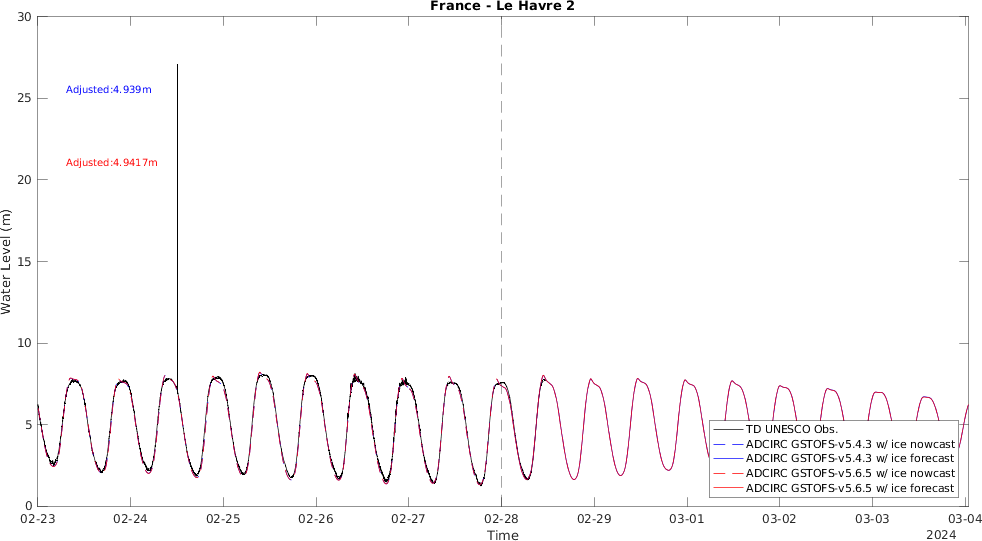 France - Le Havre 2
30
25
20
15
10
5
0
Water Level (m)
Adjusted:4.939m
Adjusted:4.9417m
TD UNESCO Obs.
ADCIRC GSTOFS-v5.4.3 w/ ice nowcast
ADCIRC GSTOFS-v5.4.3 w/ ice forecast
ADCIRC GSTOFS-v5.6.5 w/ ice nowcast
ADCIRC GSTOFS-v5.6.5 w/ ice forecast
02-23 02-24 02-25 02-26 02-27 02-28 02-29 03-01 03-02 03-03 03-04
Time
2024